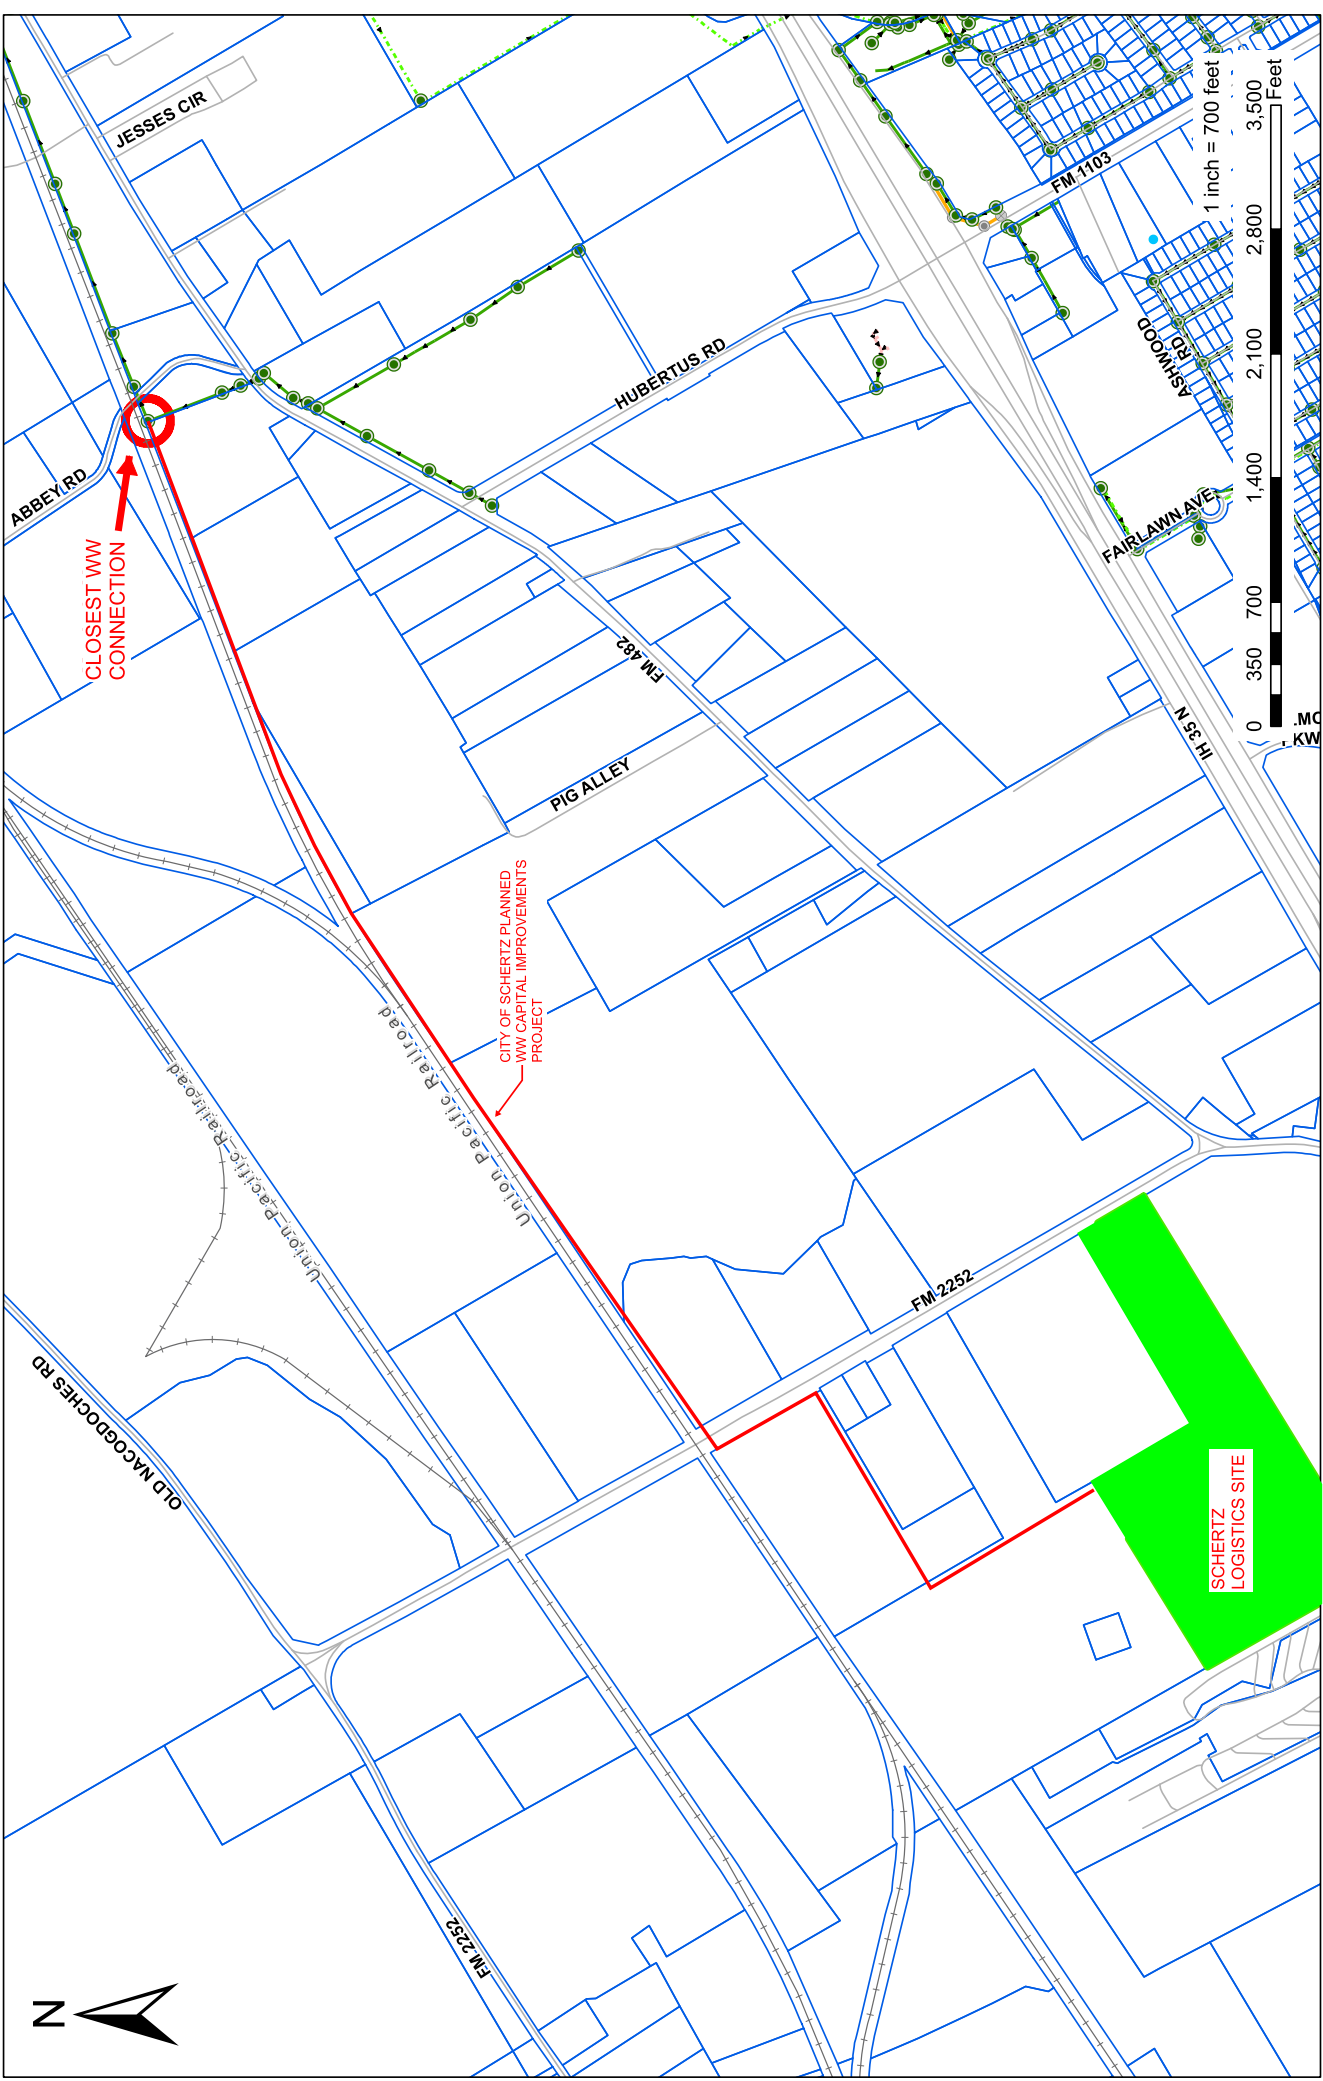 JESSES CIR
ABBEY RD
CLOSEST WW
CONNECTION
HUBERTUS RD
FM 1103
ASHWOOD
RD
FAIRLAWN AVE
FM 482
PIG ALLEY
IH 35 N
CITY OF SCHERTZ PLANNED
WW CAPITAL IMPROVEMENTS
PROJECT
Union Pacific Railroad
Union Pacific Railroad
OLD NACOGDOCHES RD
FM 2252
SCHERTZ
LOGISTICS SITE
FM 2252
N
1 inch = 700 feet
0 350 700 1,400 2,100 2,800 3,500
Feet